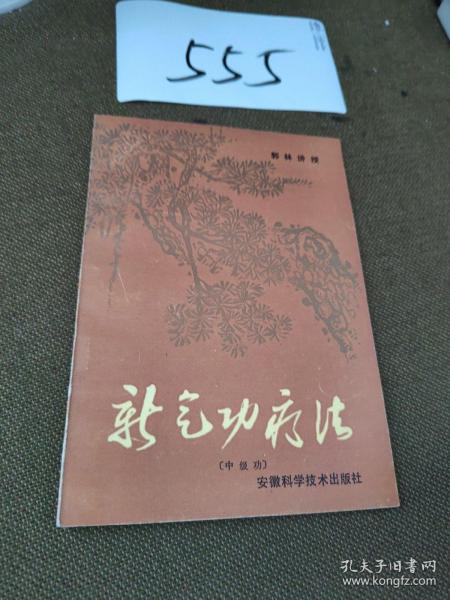 555
郭林讲授
新气功疗法
〔中级功〕
安徽科学技术出版社
孔夫子旧书网
www.kongfz.com